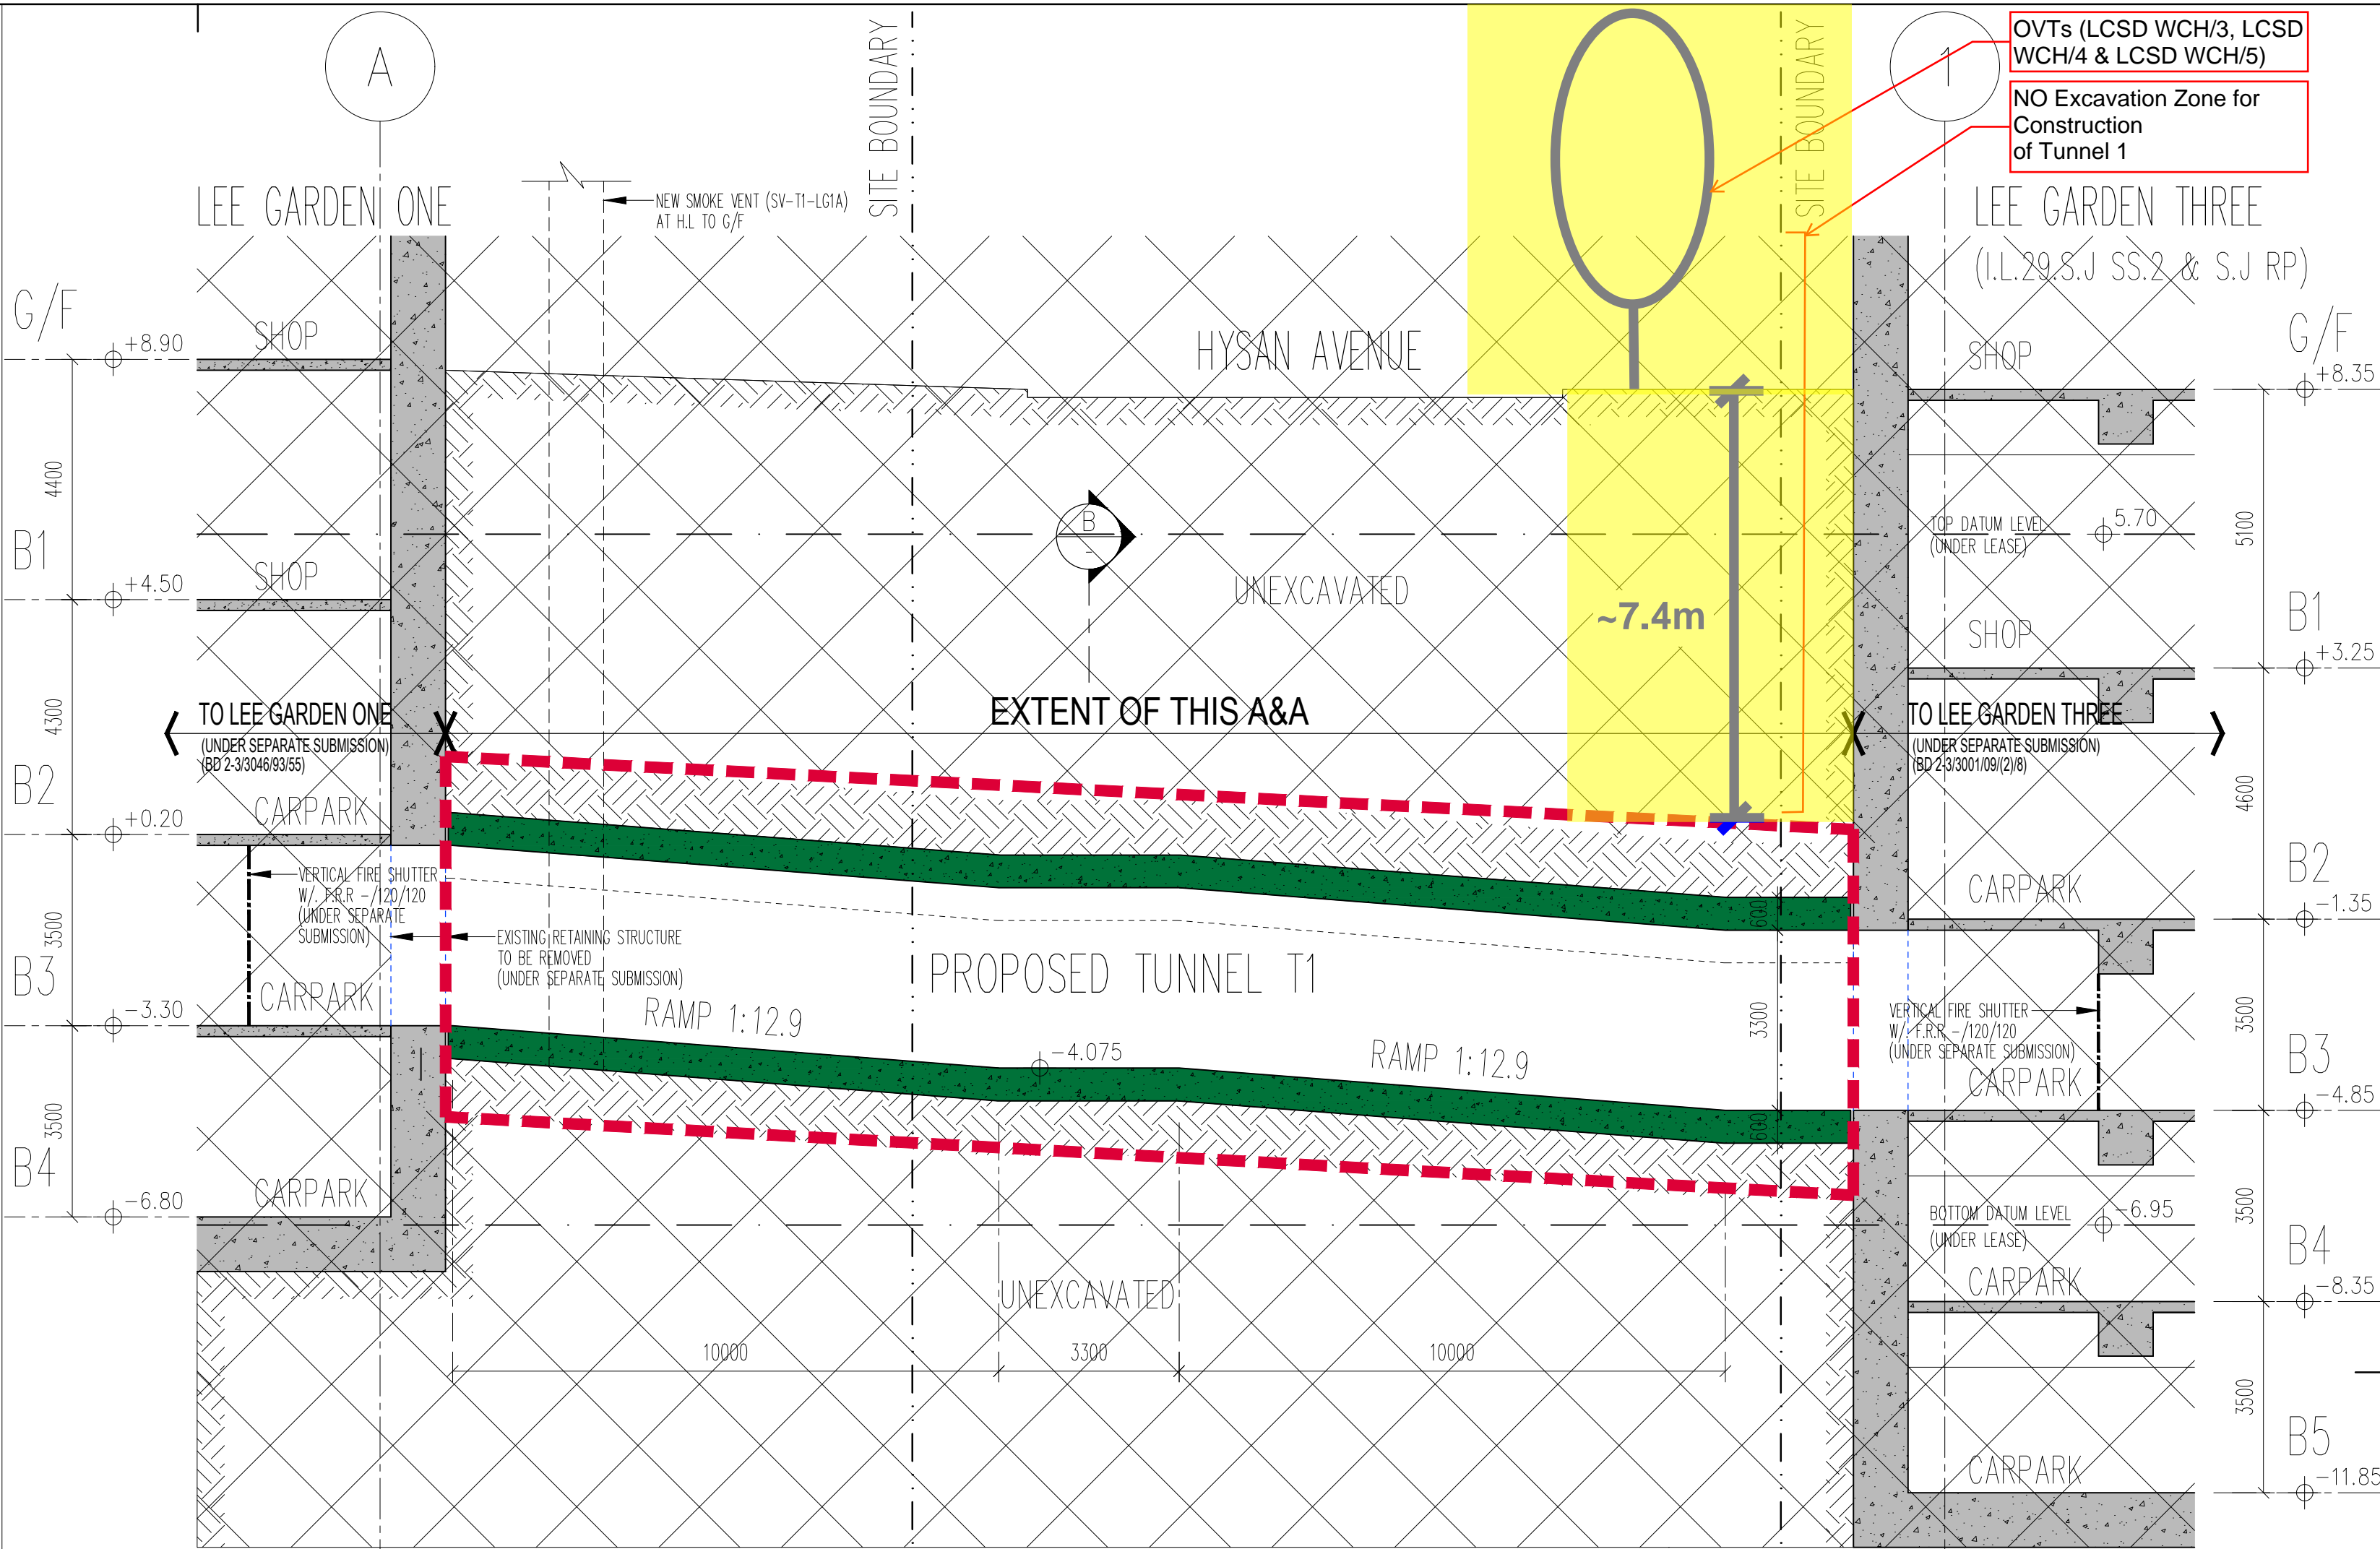 A
SITE BOUNDARY
SITE BOUNDARY
1
OVTs (LCSD WCH/3, LCSD
WCH/4 & LCSD WCH/5)
NO Excavation Zone for
Construction
of Tunnel 1
LEE GARDEN ONE
NEW SMOKE VENT (SV-T1-LG1A)
AT H.L TO G/F
LEE GARDEN THREE
(I.L.29.S.J SS.2 & S.J RP)
G/F
+8.90
SHOP
HYSAN AVENUE
SHOP
G/F
+8.35
4400
B
-
TOP DATUM LEVEL
(UNDER LEASE)
5.70
5100
B1
+4.50
SHOP
UNEXCAVATED
~7.4m
SHOP
B1
+3.25
4300
TO LEE GARDEN ONE
(UNDER SEPARATE SUBMISSION)
(BD 2-3/3046/93/55)
EXTENT OF THIS A&A
TO LEE GARDEN THREE
(UNDER SEPARATE SUBMISSION)
(BD 2-3/3001/09/(2)/8)
4600
B2
+0.20
CARPARK
CARPARK
B2
-1.35
VERTICAL FIRE SHUTTER
W/. F.R.R -/120/120
(UNDER SEPARATE
SUBMISSION)
3500
EXISTING RETAINING STRUCTURE
TO BE REMOVED
(UNDER SEPARATE SUBMISSION)
PROPOSED TUNNEL T1
600
3300
600
VERTICAL FIRE SHUTTER
W/. F.R.R -/120/120
(UNDER SEPARATE SUBMISSION)
3500
B3
-3.30
CARPARK
RAMP 1:12.9
-4.075
RAMP 1:12.9
CARPARK
B3
-4.85
3500
B4
-6.80
CARPARK
BOTTOM DATUM LEVEL
(UNDER LEASE)
-6.95
3500
UNEXCAVATED
CARPARK
B4
-8.35
10000
3300
10000
3500
CARPARK
B5
-11.85